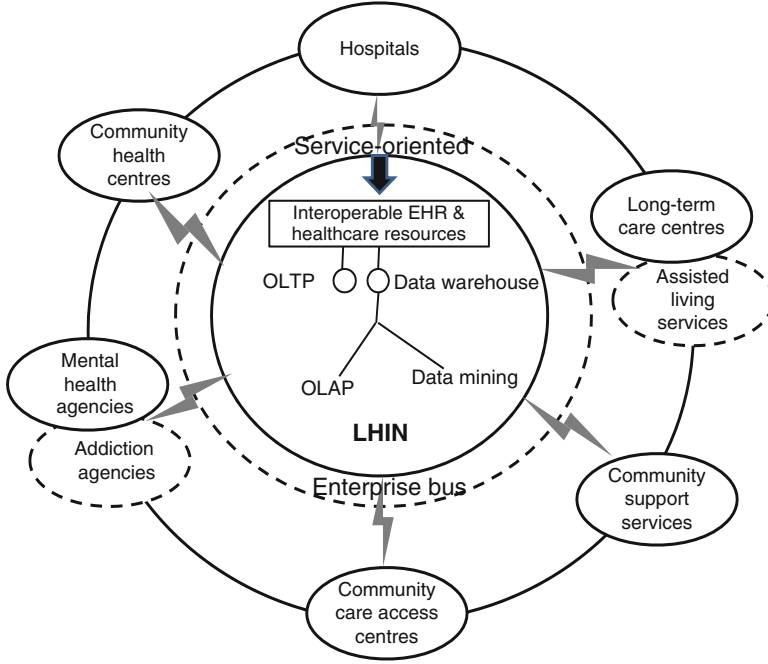 Hospitals
Community
health
centres
Service-oriented
Interoperable EHR &
healthcare resources
Long-term
care centres
Assisted
living
services
OLTP
Data warehouse
OLAP
Data mining
LHIN
Mental
health
agencies
Addiction
agencies
Enterprise bus
Community
support
services
Community
care access
centres